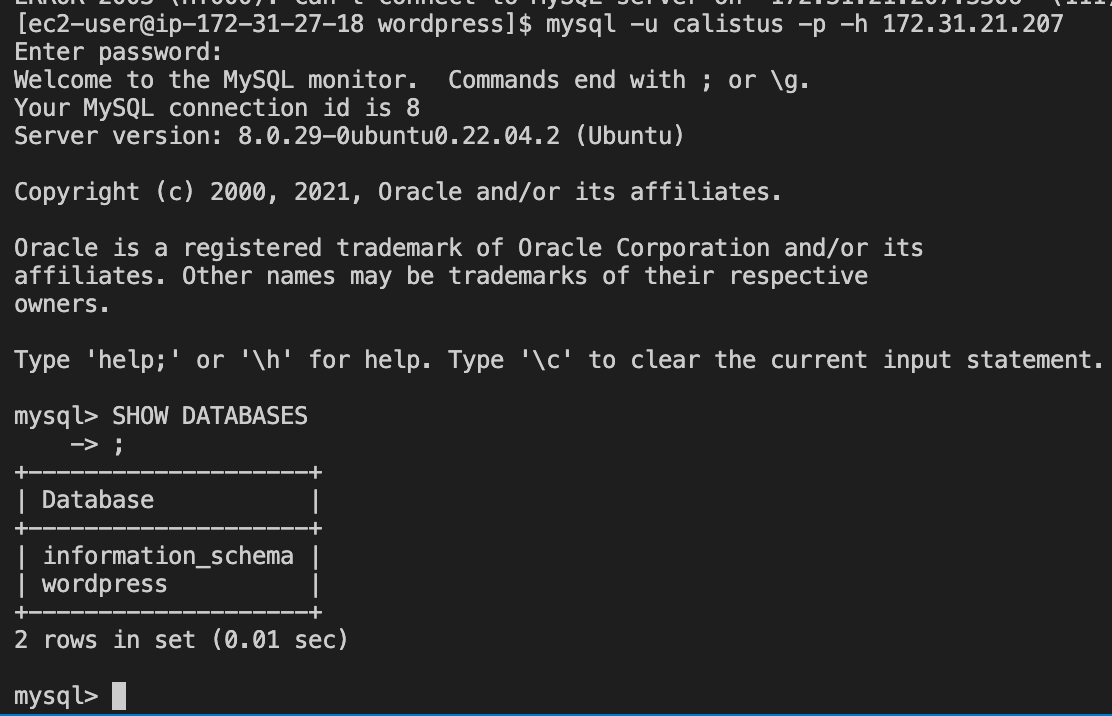 [ec2-user@ip-172-31-27-18 wordpress]$ mysql -u calistus -p -h 172.31.21.207
Enter password:
Welcome to the MySQL monitor.  Commands end with ; or \g.
Your MySQL connection id is 8
Server version: 8.0.29-0ubuntu0.22.04.2 (Ubuntu)
Copyright (c) 2000, 2021, Oracle and/or its affiliates.
Oracle is a registered trademark of Oracle Corporation and/or its
affiliates. Other names may be trademarks of their respective
owners.
Type 'help;' or '\h' for help. Type '\c' to clear the current input statement.
mysql> SHOW DATABASES
    -> ;
+--------------------+
| Database           |
+--------------------+
| information_schema |
| wordpress          |
+--------------------+
2 rows in set (0.01 sec)
mysql>